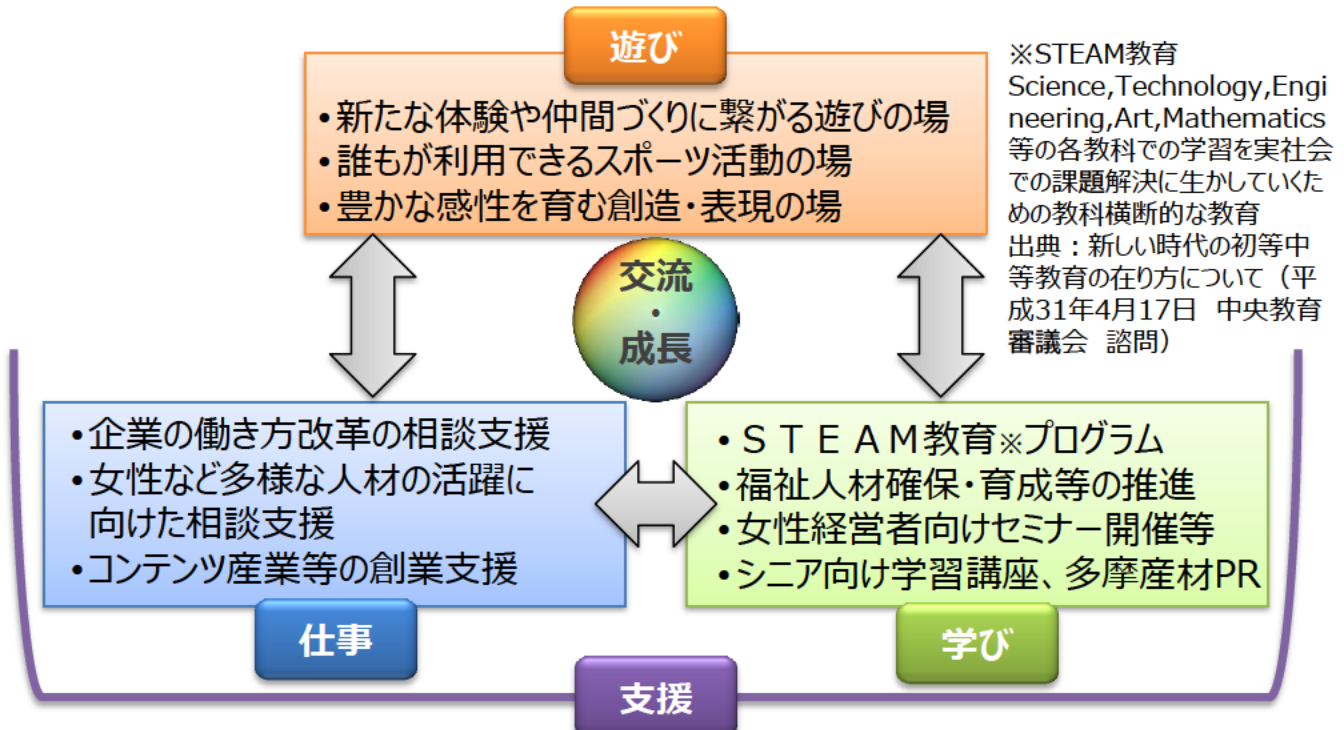 遊び
•新たな体験や仲間づくりに繋がる遊びの場
•誰もが利用できるスポーツ活動の場
•豊かな感性を育む創造・表現の場
※STEAM教育
Science,Technology,Engi
neering,Art,Mathematics
等の各教科での学習を実社会
での課題解決に生かしていくた
めの教科横断的な教育
出典：新しい時代の初等中
等教育の在り方について（平
成31年4月17日　中央教育
審議会　諮問）
交流
・
成長
•企業の働き方改革の相談支援
•女性など多様な人材の活躍に
向けた相談支援
•コンテンツ産業等の創業支援
仕事
•ＳＴＥＡＭ教育※プログラム
•福祉人材確保・育成等の推進
•女性経営者向けセミナー開催等
•シニア向け学習講座、多摩産材PR
学び
支援